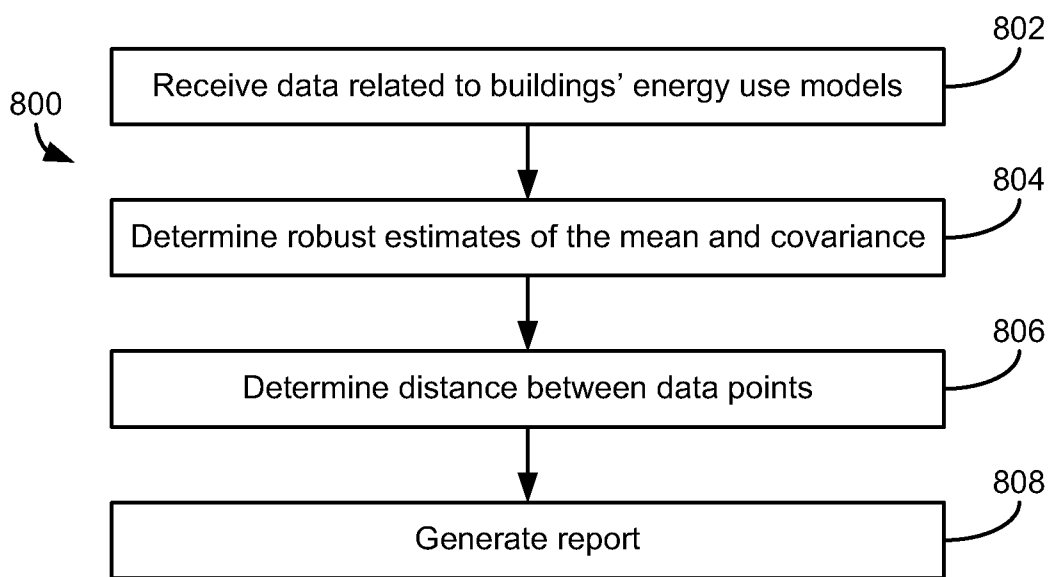 802
Receive data related to buildings’ energy use models
800
804
Determine robust estimates of the mean and covariance
806
Determine distance between data points
808
Generate report